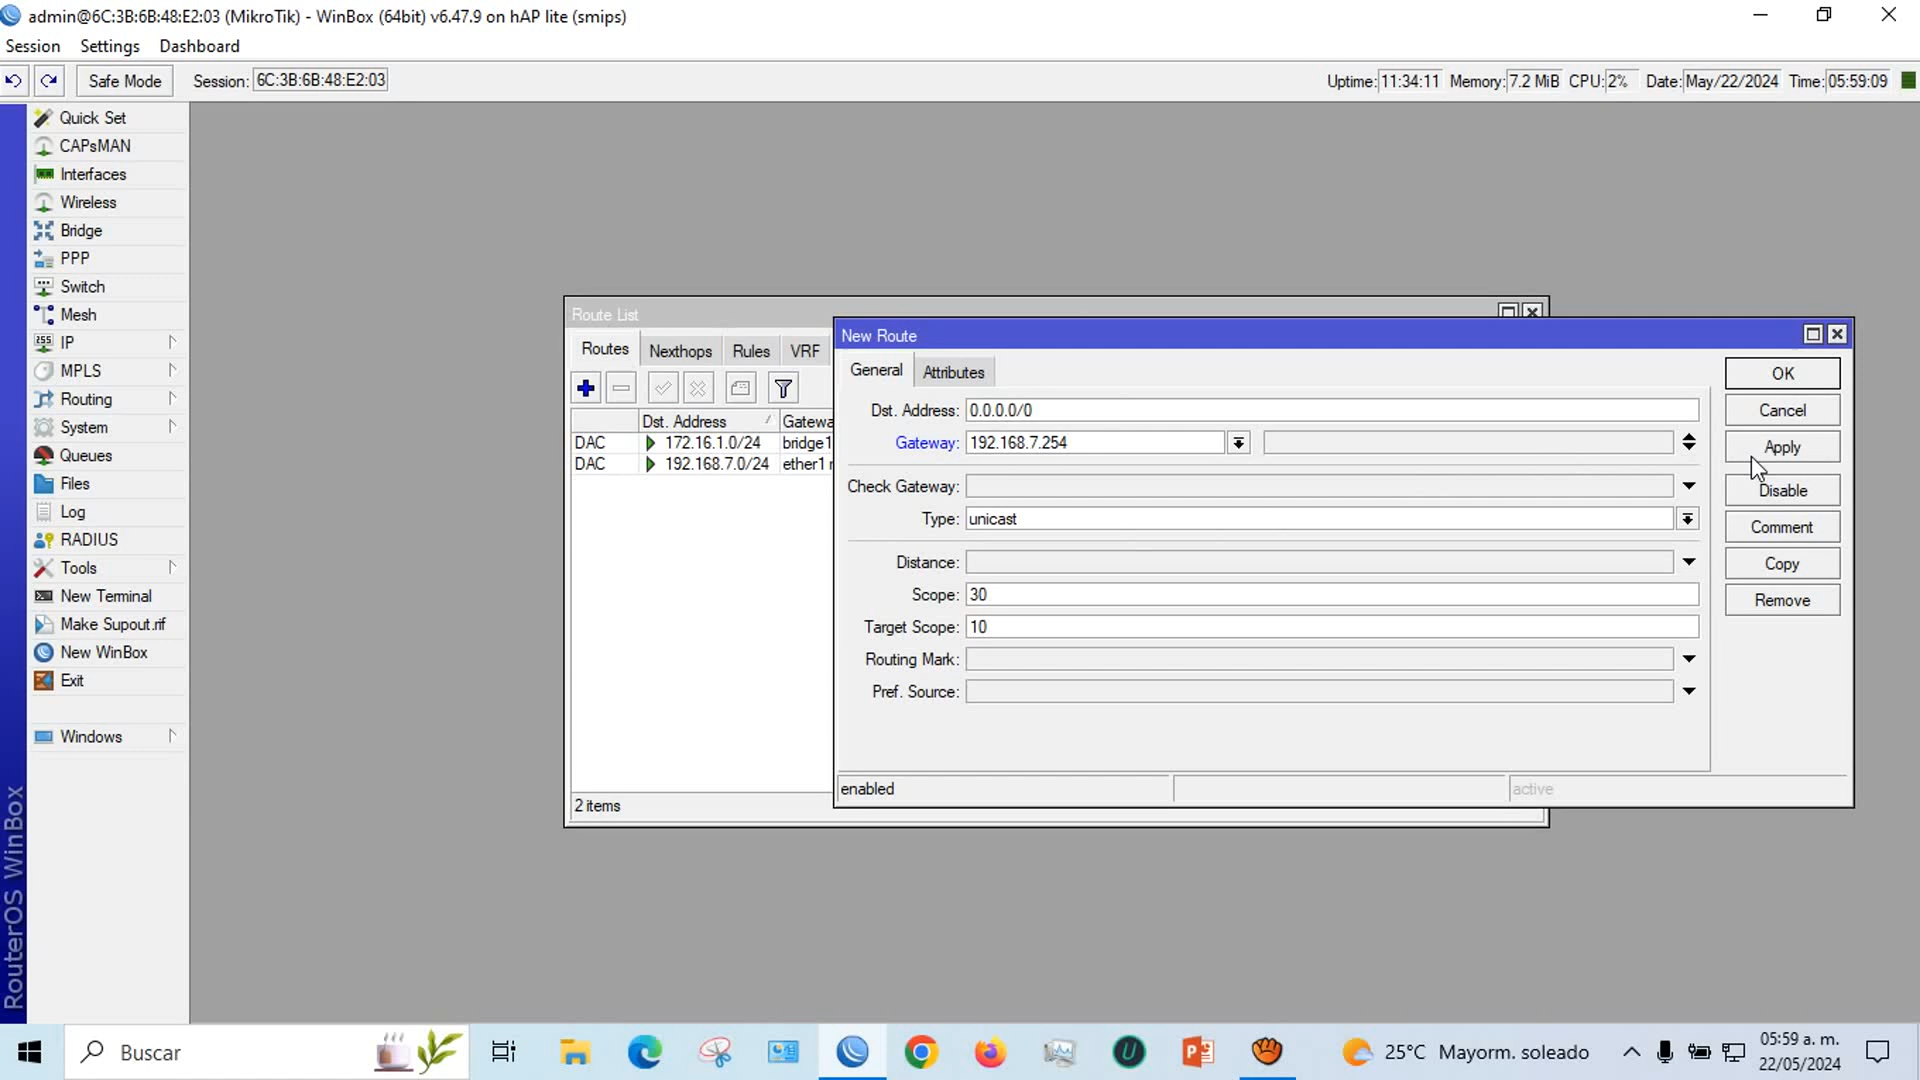 admin@6C:3B:6B:48:E2:03 (MikroTik) - WinBox (64bit) v6.47.9 on hAP lite (smips)
Session Settings Dashboard
Safe Mode Session: 6C:3B:6B:48:E2:03 Uptime: 11:34:11 Memory: 7.2 MiB CPU: 2% Date: May/22/2024 Time: 05:59:09
Quick Set
CAPsMAN
Interfaces
Wireless
Bridge
PPP
Switch
Mesh
IP
MPLS
Routing
System
Queues
Files
Log
RADIUS
Tools
New Terminal
Make Supout.rif
New WinBox
Exit
Windows
RouterOS WinBox
Route List
Routes Nexthops Rules VRF
Dst. Address Gatewa
DAC 172.16.1.0/24 bridge1
DAC 192.168.7.0/24 ether1 r
2 items
New Route
General Attributes
Dst. Address: 0.0.0.0/0
Gateway: 192.168.7.254
Check Gateway:
Type: unicast
Distance:
Scope: 30
Target Scope: 10
Routing Mark:
Pref. Source:
OK
Cancel
Apply
Disable
Comment
Copy
Remove
enabled active
Buscar 25°C Mayorm. soleado 05:59 a. m.
22/05/2024